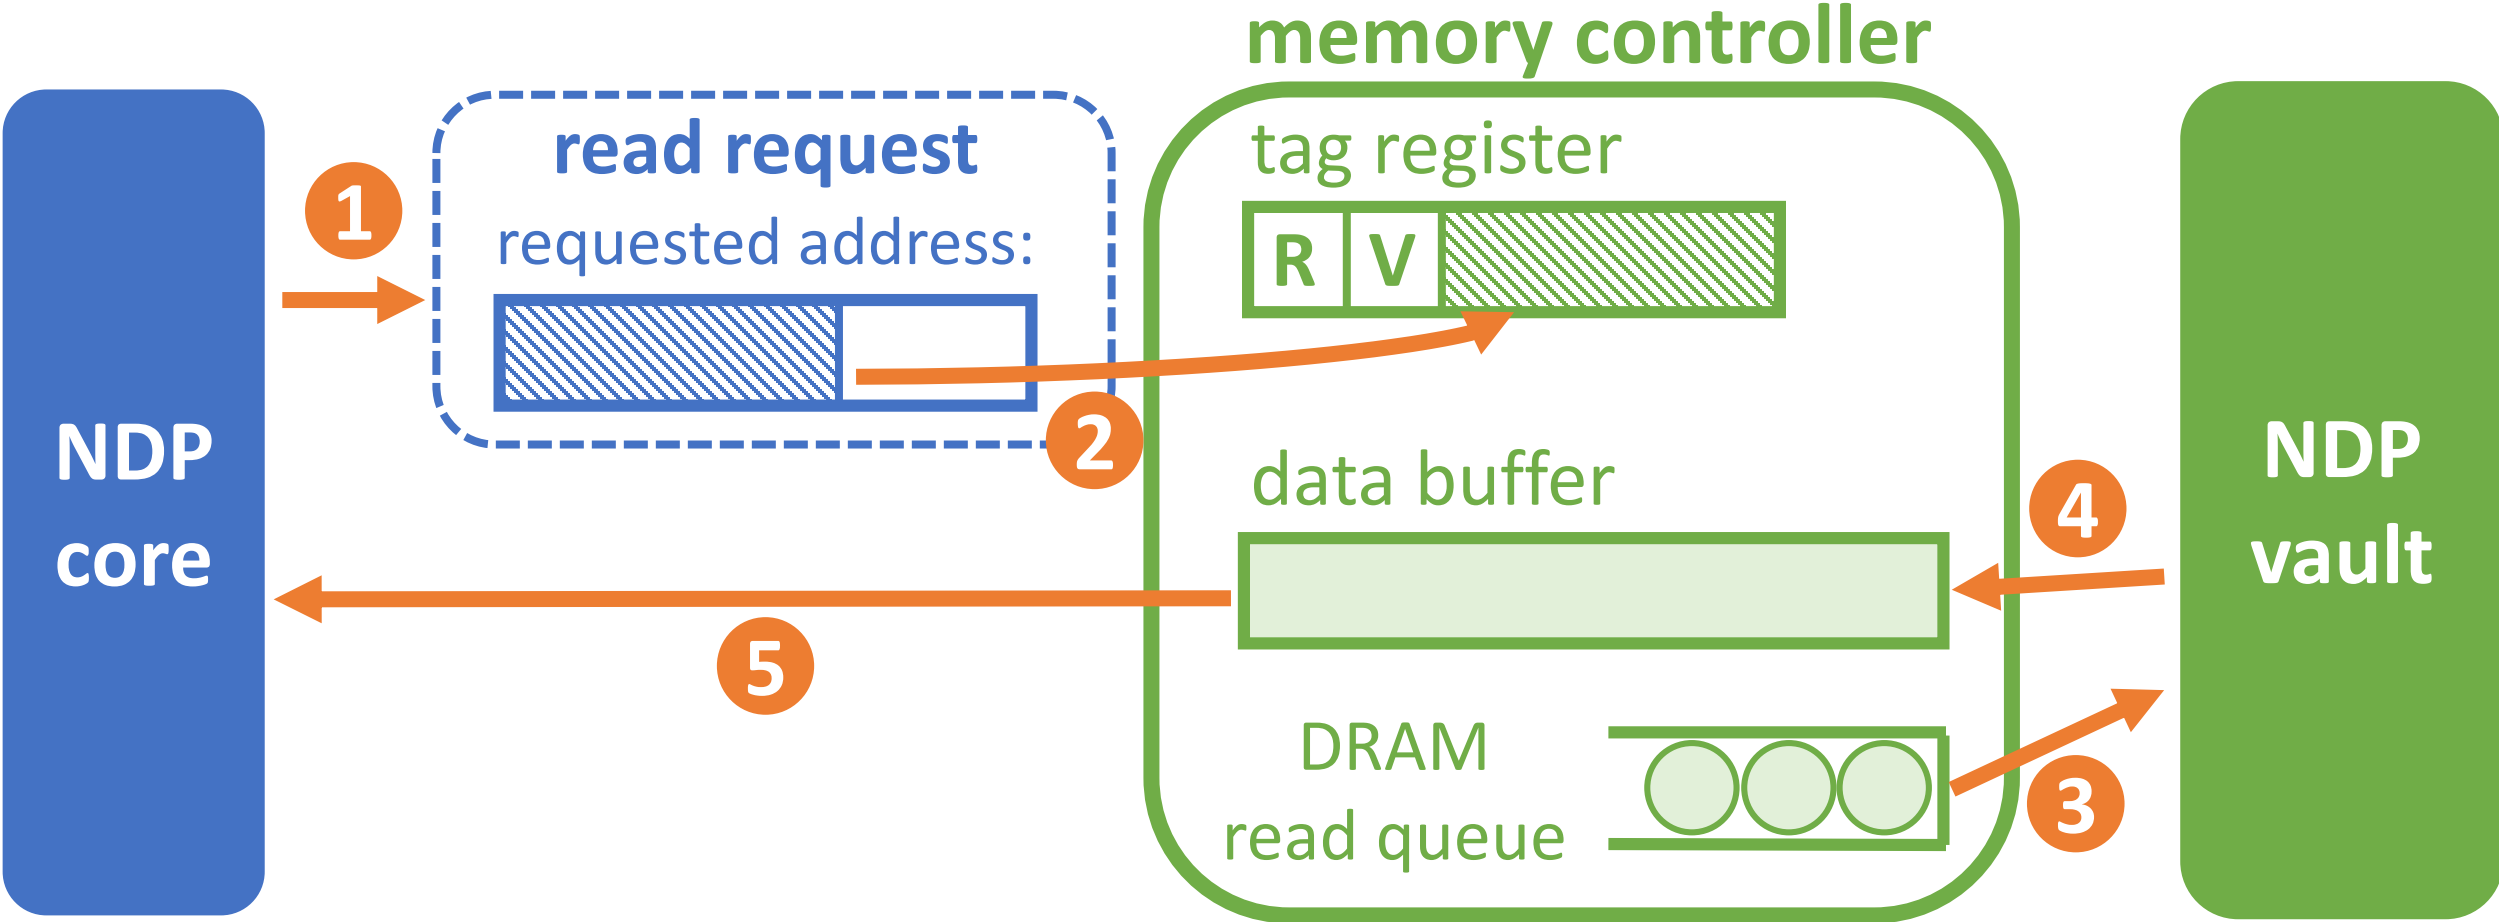 memory controller
read request
requested address:
tag register
R V
1
2
NDP
core
data buffer
4
NDP
vault
5
DRAM
read queue
3